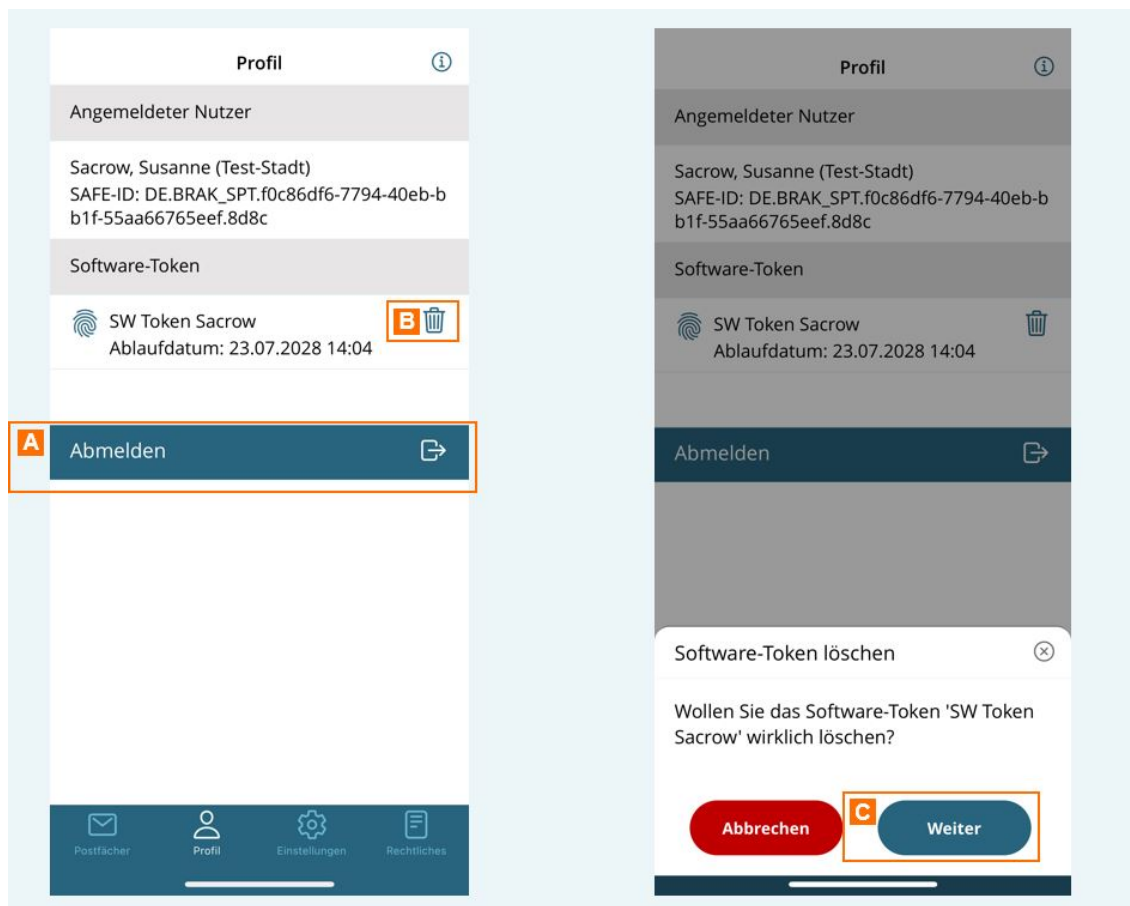 Profil
Angemeldeter Nutzer
Sacrow, Susanne (Test-Stadt)
SAFE-ID: DE.BRAK_SPT.f0c86df6-7794-40eb-b
b1f-55aa66765eef.8d8c
Software-Token
SW Token Sacrow
Ablaufdatum: 23.07.2028 14:04
B
A
Abmelden
Postfächer
Profil
Einstellungen
Rechtliches
Profil
Angemeldeter Nutzer
Sacrow, Susanne (Test-Stadt)
SAFE-ID: DE.BRAK_SPT.f0c86df6-7794-40eb-b
b1f-55aa66765eef.8d8c
Software-Token
SW Token Sacrow
Ablaufdatum: 23.07.2028 14:04
Abmelden
Software-Token löschen
Wollen Sie das Software-Token 'SW Token
Sacrow' wirklich löschen?
Abbrechen
C
Weiter